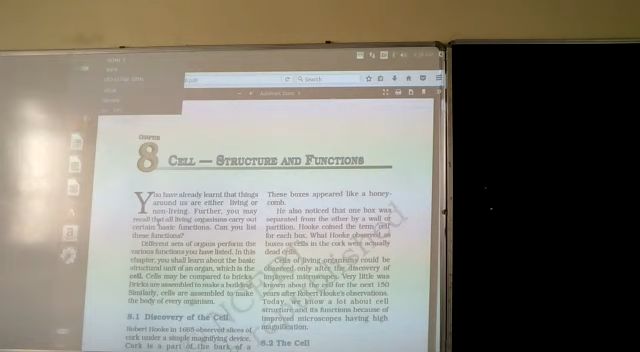 Search
CHAPTER
8 CELL — STRUCTURE AND FUNCTIONS
You have already learnt that things
around us are either living or
non-living. Further, you may
recall that all living organisms carry out
certain basic functions. Can you list
these functions?
Different sets of organs perform the
various functions you have listed. In this
chapter, you shall learn about the basic
structural unit of an organ, which is the
cell. Cells may be compared to bricks.
Bricks are assembled to make a building.
Similarly, cells are assembled to make
the body of every organism.
8.1 Discovery of the Cell
Robert Hooke in 1665 observed slices of
cork under a simple magnifying device.
Cork is a part of the bark of a
These boxes appeared like a honey-
comb.
He also noticed that one box was
separated from the other by a wall or
partition. Hooke coined the term 'cell'
for each box. What Hooke observed as
boxes or cells in the cork were actually
dead cells.
Cells of living organisms could be
observed only after the discovery of
improved microscopes. Very little was
known about the cell for the next 150
years after Robert Hooke's observations.
Today, we know a lot about cell
structure and its functions because of
improved microscopes having high
magnification.
8.2 The Cell